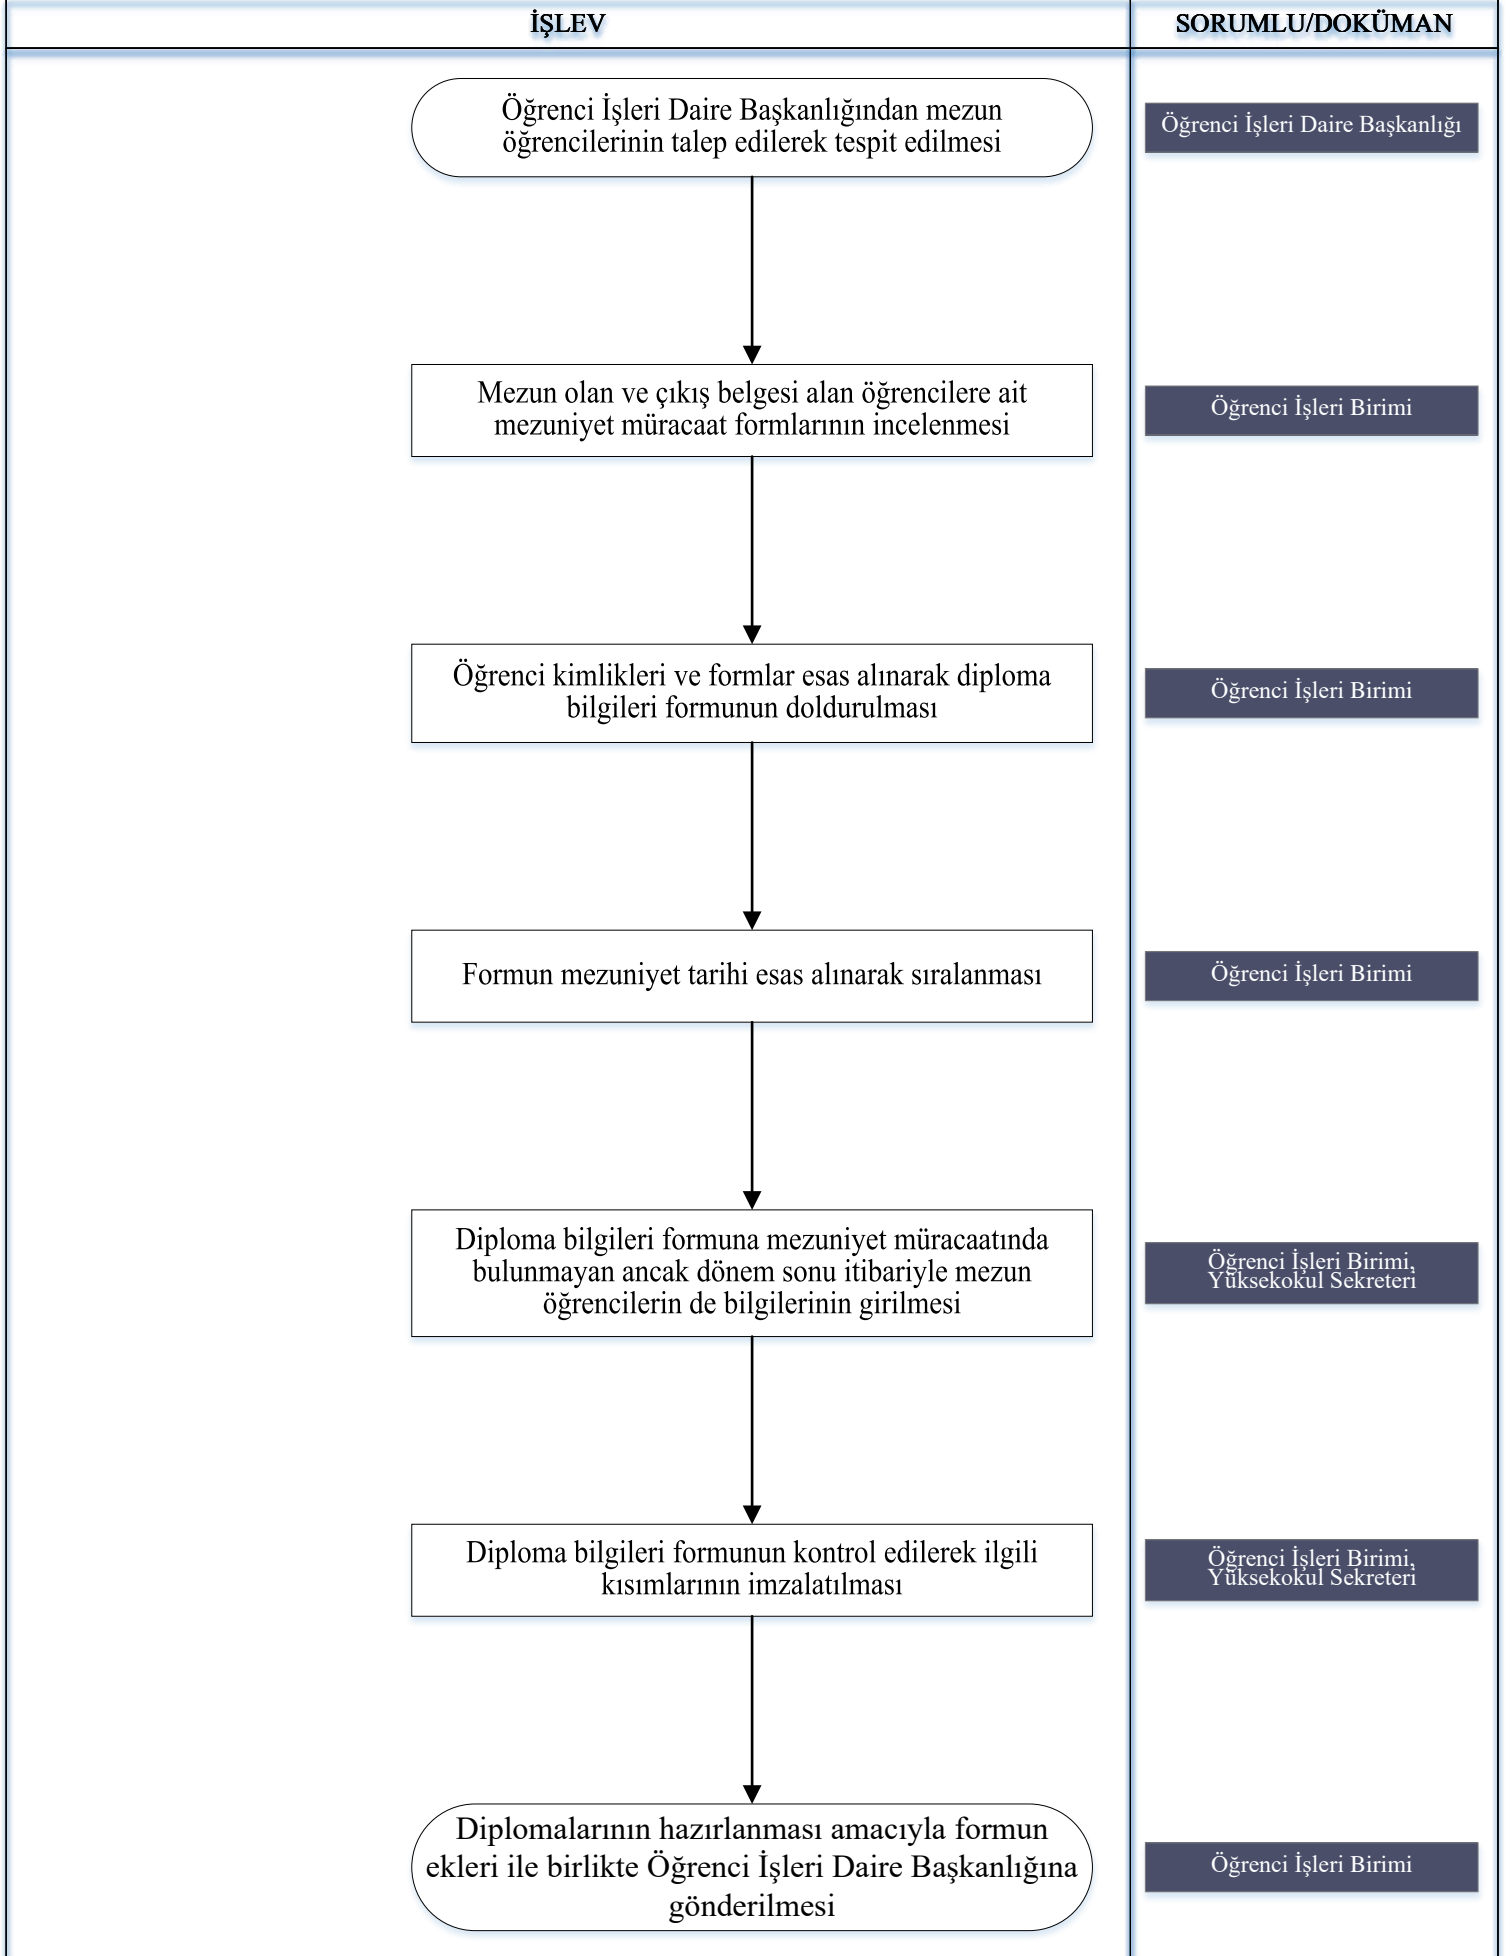 İŞLEV
SORUMLU/DOKÜMAN
Öğrenci İşleri Daire Başkanlığından mezun
öğrencilerinin talep edilerek tespit edilmesi
Öğrenci İşleri Daire Başkanlığı
Mezun olan ve çıkış belgesi alan öğrencilere ait
mezuniyet müracaat formlarının incelenmesi
Öğrenci İşleri Birimi
Öğrenci kimlikleri ve formlar esas alınarak diploma
bilgileri formunun doldurulması
Öğrenci İşleri Birimi
Formun mezuniyet tarihi esas alınarak sıralanması
Öğrenci İşleri Birimi
Diploma bilgileri formuna mezuniyet müracaatında
bulunmayan ancak dönem sonu itibariyle mezun
öğrencilerin de bilgilerinin girilmesi
Öğrenci İşleri Birimi,
Yüksekokul Sekreteri
Diploma bilgileri formunun kontrol edilerek ilgili
kısımlarının imzalatılması
Öğrenci İşleri Birimi,
Yüksekokul Sekreteri
Diplomalarının hazırlanması amacıyla formun
ekleri ile birlikte Öğrenci İşleri Daire Başkanlığına
gönderilmesi
Öğrenci İşleri Birimi